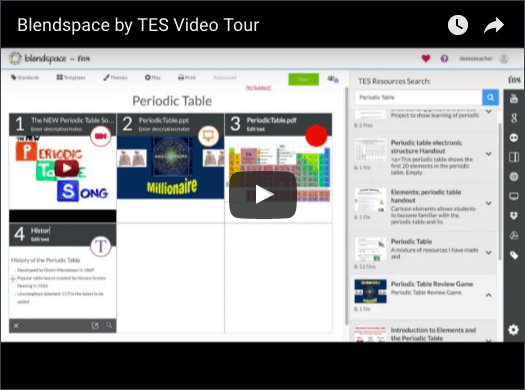 Blendspace by TES Video Tour
blendspace by tes
demoteacher
Standards Templates Themes Play Print Autosaved
No Subject
TES Resources Search:
tes
Periodic Table
Periodic Table
1 The NEW Periodic Table So...
Enter description/notes
2 PeriodicTable.ppt
Enter description/notes
3 PeriodicTable.pdf
Edit text
The NEW
PERIODIC
TABLE
SONG
Millionaire
4 Histor
Edit text
T
History of the Periodic Table
Developed by Dmitri Mendeleev in 1869
Popular table layout created by Horace Groves
Deming in 1923
Ununseptium (element 117) is the latest to be
added
Project to show learning of periodic
2 files
Periodic table electronic
structure Handout
<p>This periodic table shows the
first 20 elements in the periodic
table. Empty
1 file
Elements; periodic table
handout
Cartoon elements allows students
to become familiar with the
periodic table and its
1 file
Periodic Table
A mixture of resources I have made
and
12 files
Periodic Table Review Game
Periodic Table Review Game.
1 file
Introduction to Elements and
the Periodic Table